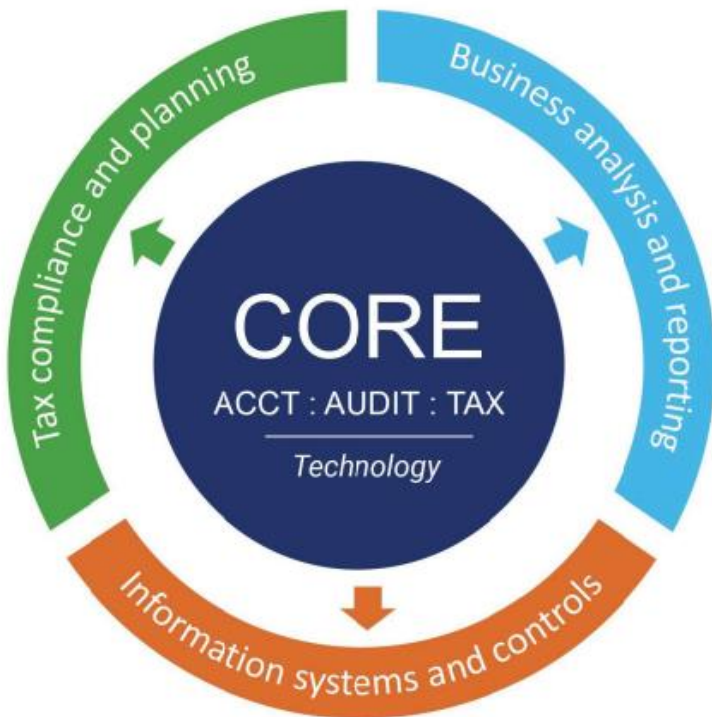 Tax compliance and planning
Business analysis and reporting
CORE
ACCT : AUDIT : TAX
Technology
Information systems and controls